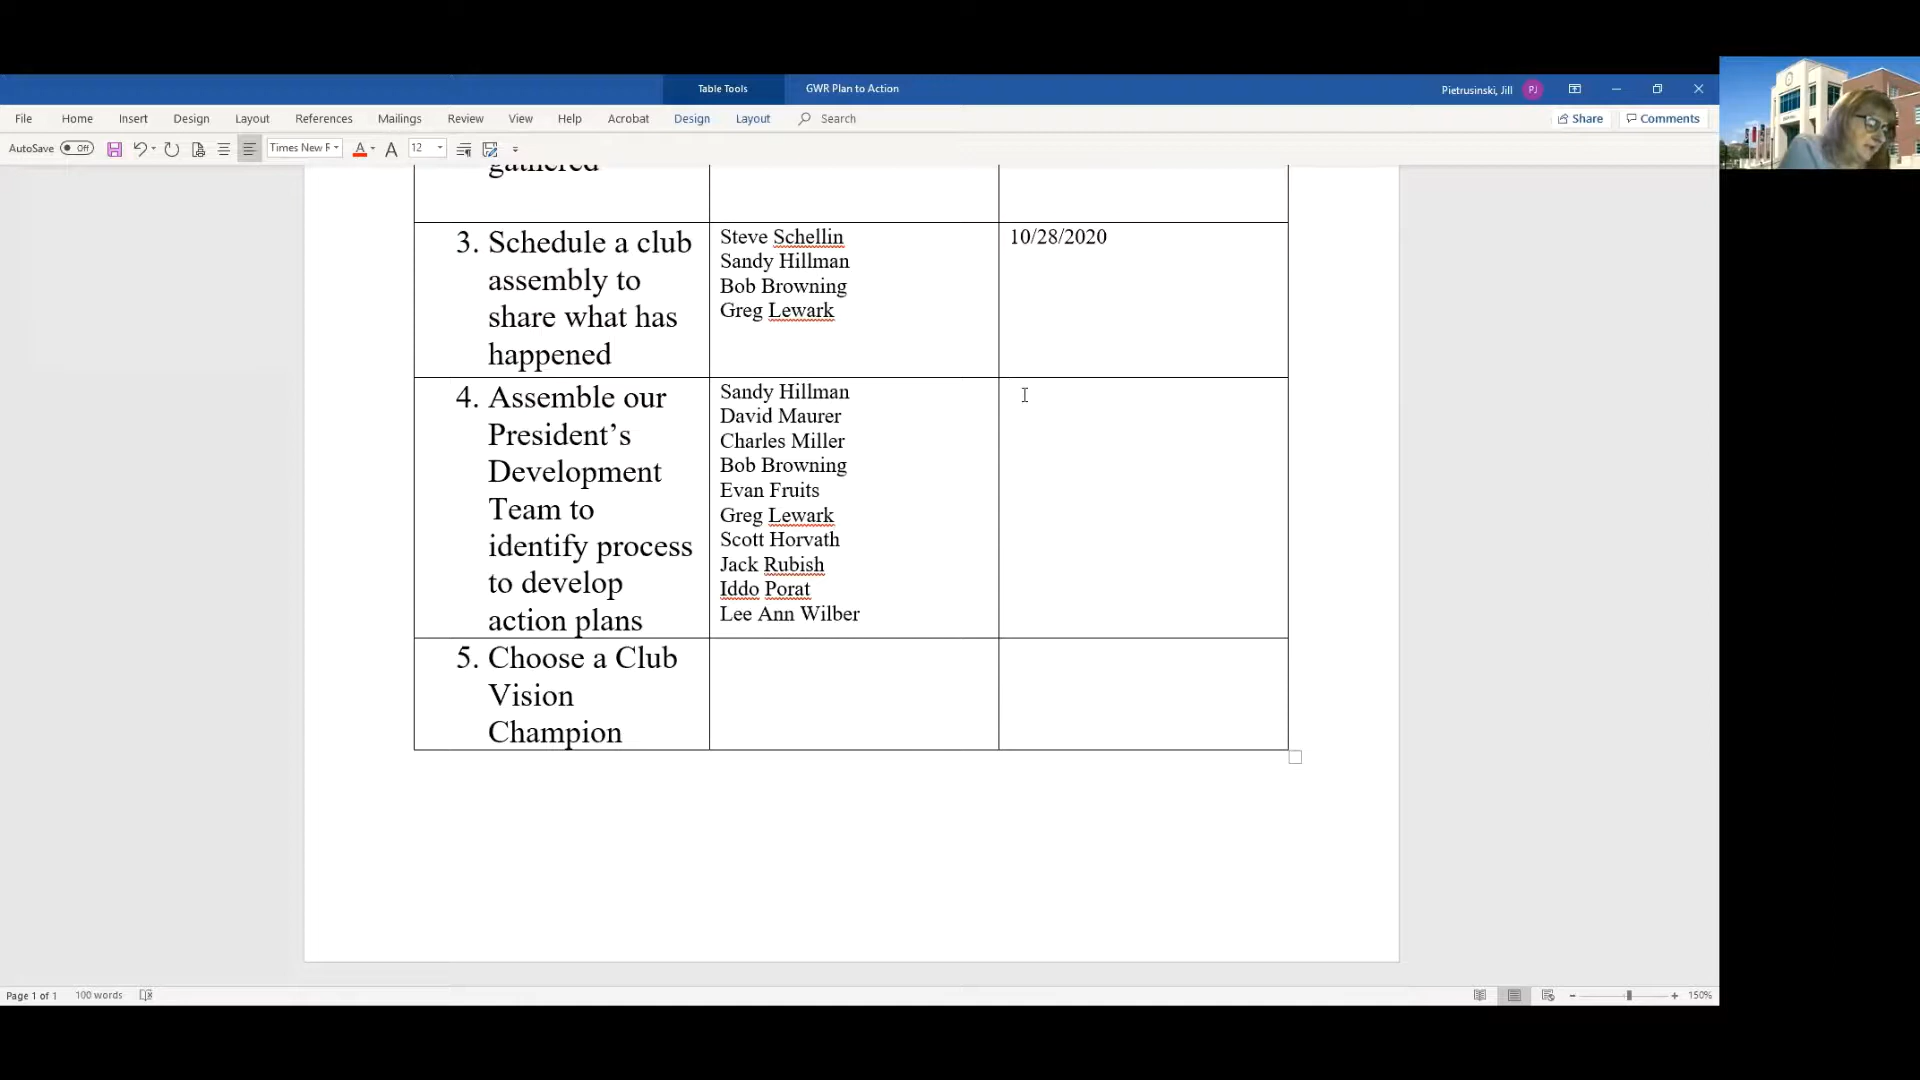 Table Tools
GWR Plan to Action
Pietrusinski, Jill PJ
File Home Insert Design Layout References Mailings Review View Help Acrobat Design Layout Search Share Comments
AutoSave Off Times New F 12
gathered
3. Schedule a club
assembly to
share what has
happened
Steve Schellin
Sandy Hillman
Bob Browning
Greg Lewark
10/28/2020
4. Assemble our
President’s
Development
Team to
identify process
to develop
action plans
Sandy Hillman
David Maurer
Charles Miller
Bob Browning
Evan Fruits
Greg Lewark
Scott Horvath
Jack Rubish
Iddo Porat
Lee Ann Wilber
5. Choose a Club
Vision
Champion
Page 1 of 1 100 words 150%